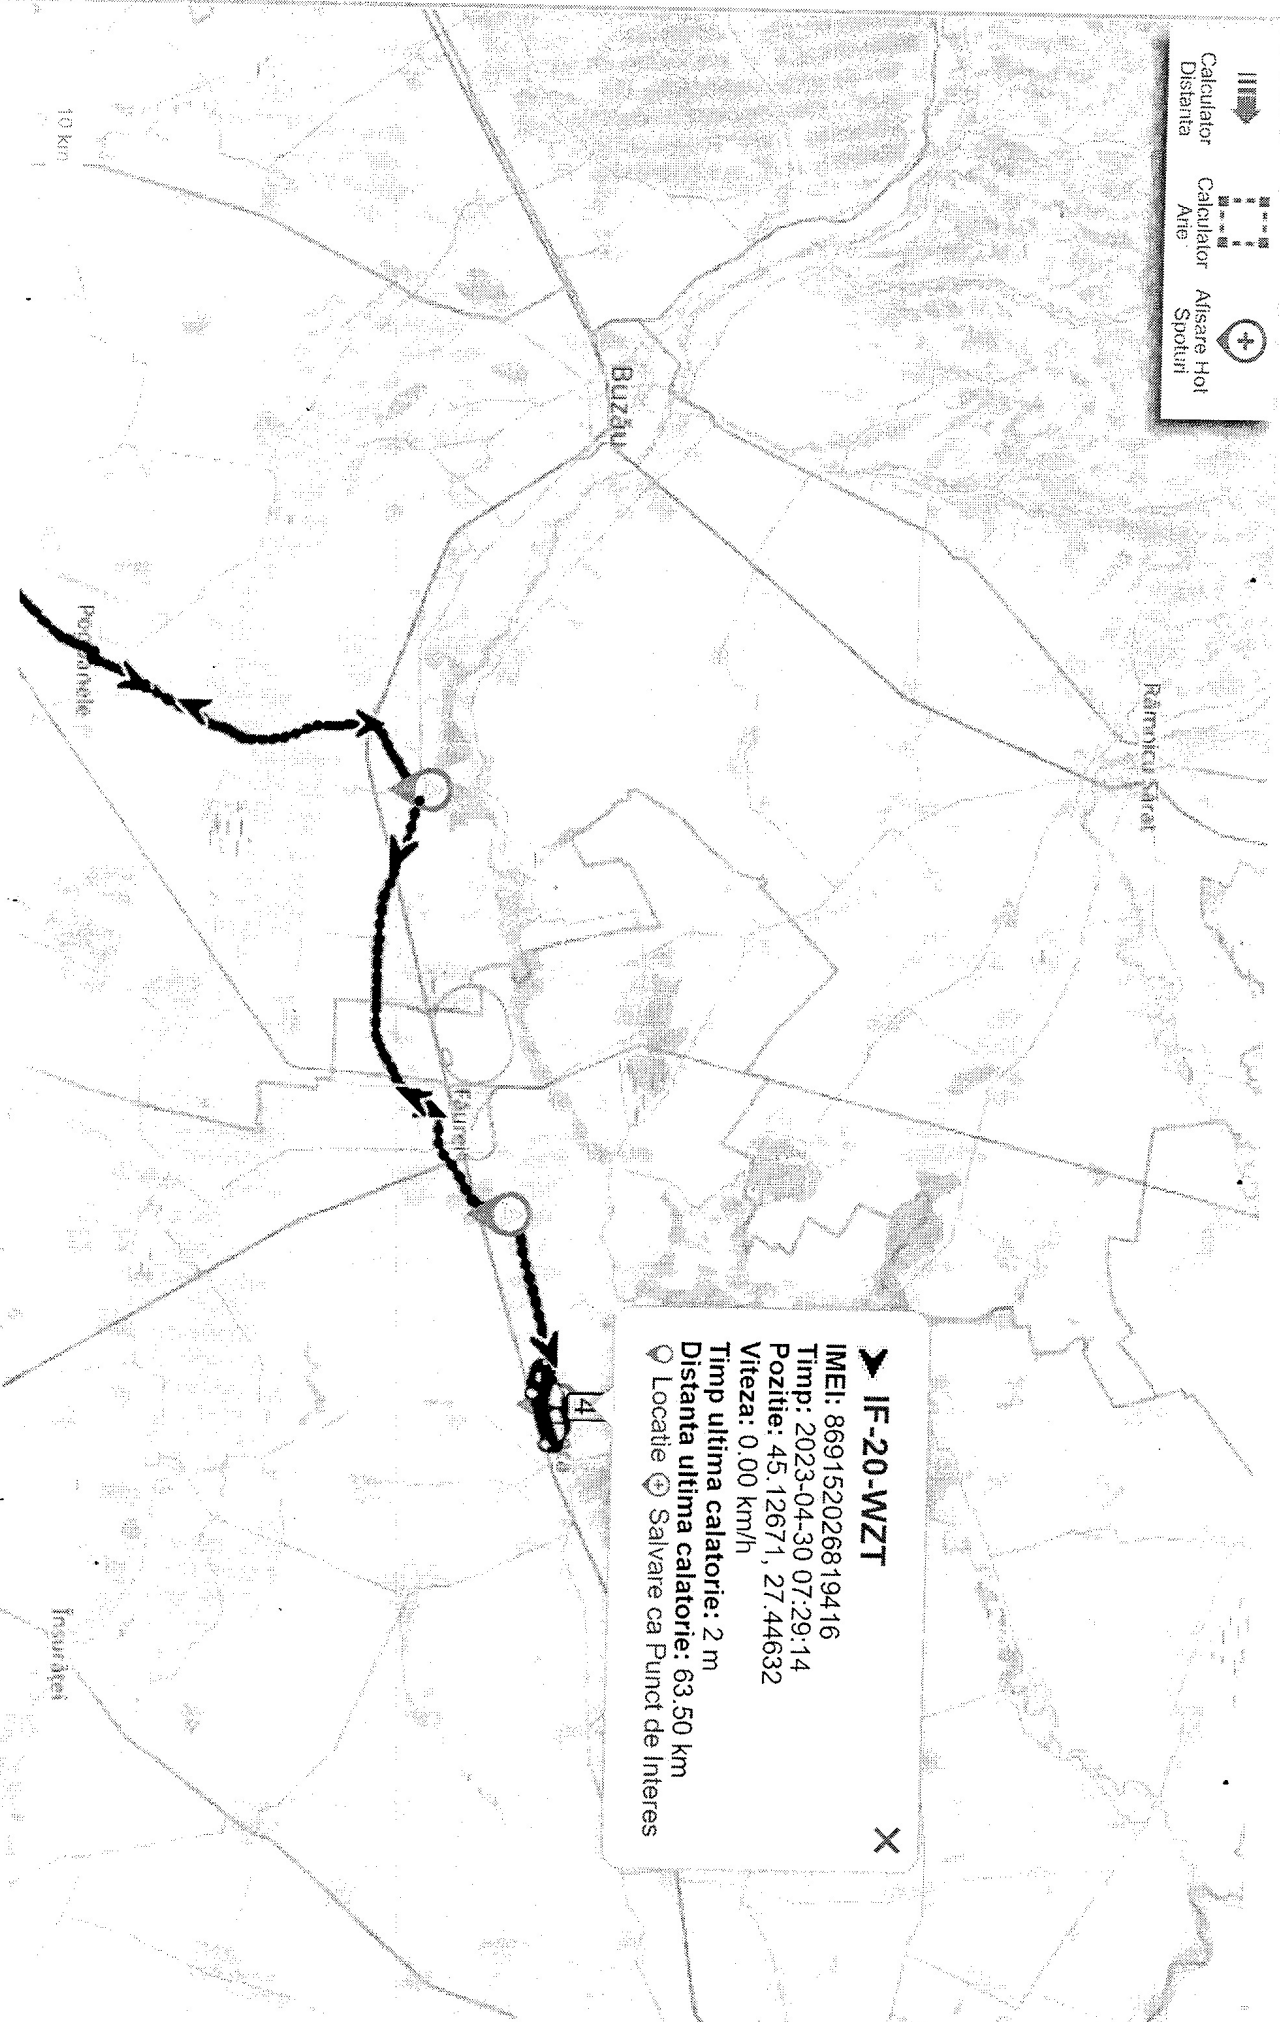 Calculator
Distanta
Calculator
Arie
Afisare Hot
Spoturi
Râmnicu Sărat
Buzău
IF-20-WZT
IMEI: 869152026819416
Timp: 2023-04-30 07:29:14
Pozitie: 45.12671, 27.44632
Viteza: 0.00 km/h
Timp ultima calatorie: 2 m
Distanta ultima calatorie: 63.50 km
Locatie Salvare ca Punct de Interes
4
Făurei
Însurăței
10 km